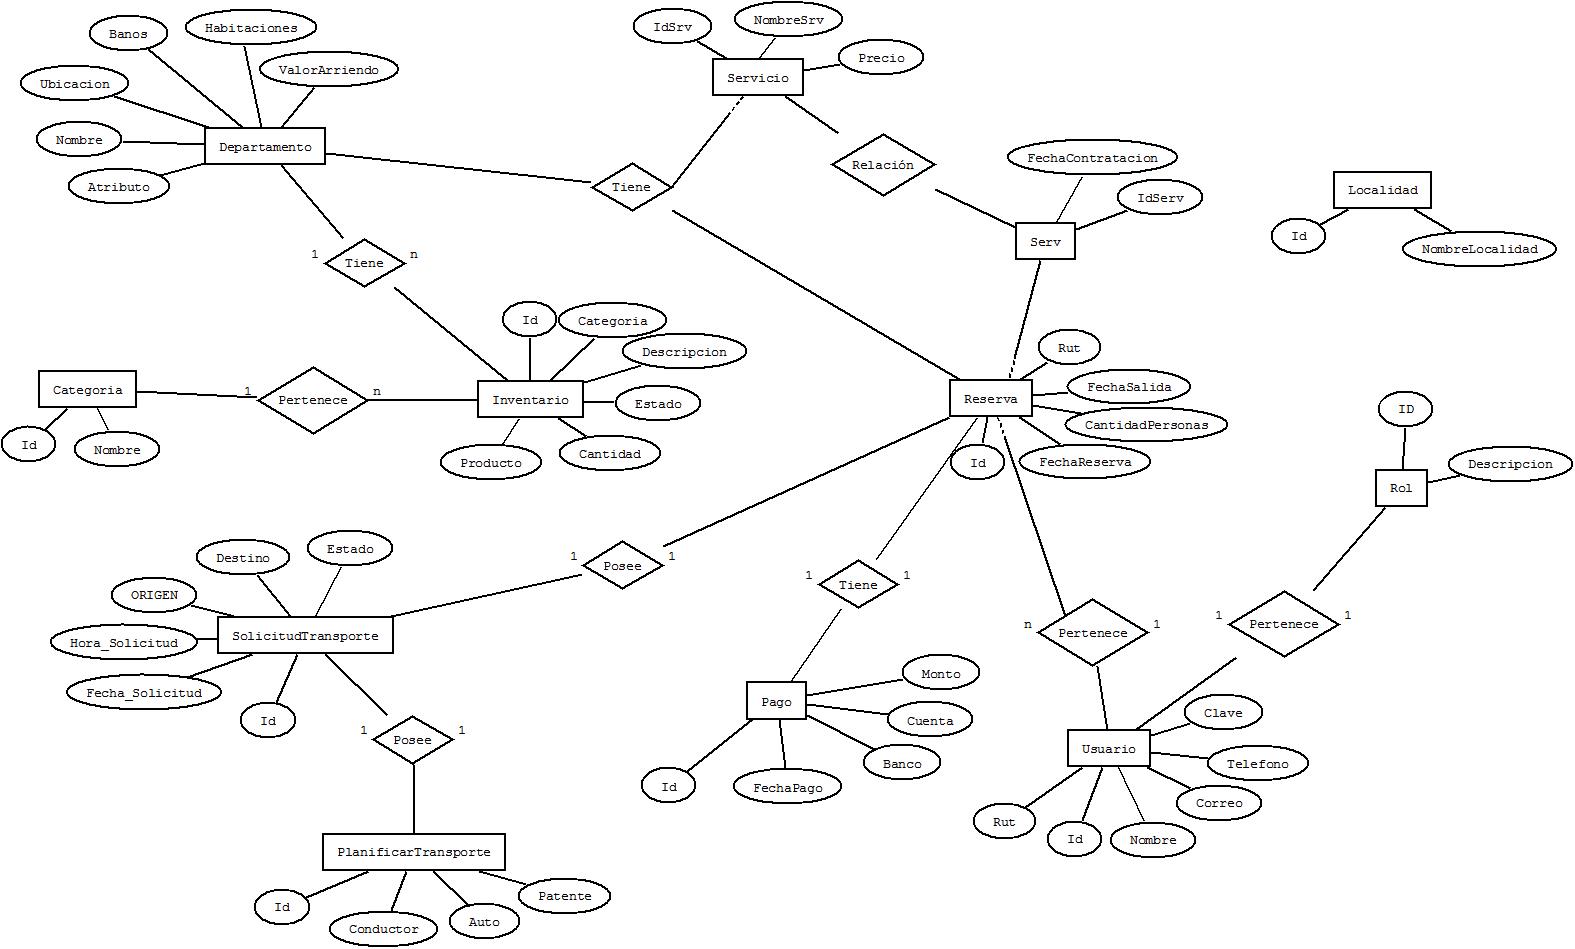 Banos
Habitaciones
ValorArriendo
Ubicacion
Nombre
Atributo
Departamento
IdSrv
NombreSrv
Precio
Servicio
Tiene
Relación
FechaContratacion
IdServ
Serv
Localidad
Id
NombreLocalidad
1
Tiene
n
Id
Categoria
Descripcion
Estado
Cantidad
Producto
Inventario
Categoria
Id
Nombre
1
Pertenece
n
Rut
FechaSalida
CantidadPersonas
FechaReserva
Id
Reserva
ID
Descripcion
Rol
Destino
Estado
ORIGEN
Hora_Solicitud
Fecha_Solicitud
Id
SolicitudTransporte
1
Posee
1
1
Tiene
1
n
Pertenece
1
1
Pertenece
1
Monto
Cuenta
Banco
FechaPago
Id
Pago
Clave
Telefono
Correo
Nombre
Id
Rut
Usuario
1
Posee
1
PlanificarTransporte
Id
Conductor
Auto
Patente